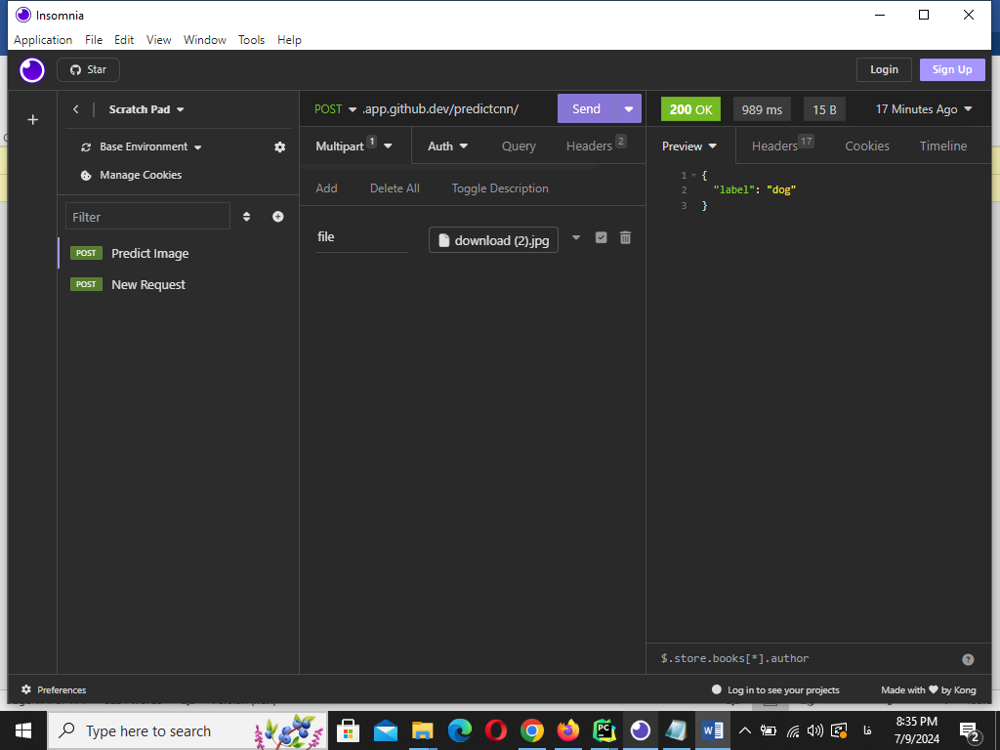 Insomnia
Application File Edit View Window Tools Help
Star
Login
Sign Up
Scratch Pad
Base Environment
Manage Cookies
Filter
POST Predict Image
POST New Request
POST .app.github.dev/predictcnn/ Send
Multipart 1 Auth Query Headers 2
Add Delete All Toggle Description
file download (2).jpg
200 OK 989 ms 15 B 17 Minutes Ago
Preview Headers 17 Cookies Timeline
1 {
2 "label": "dog"
3 }
$.store.books[*].author
Preferences
Log in to see your projects
Made with ❤ by Kong
Type here to search
8:35 PM
7/9/2024
فا
2